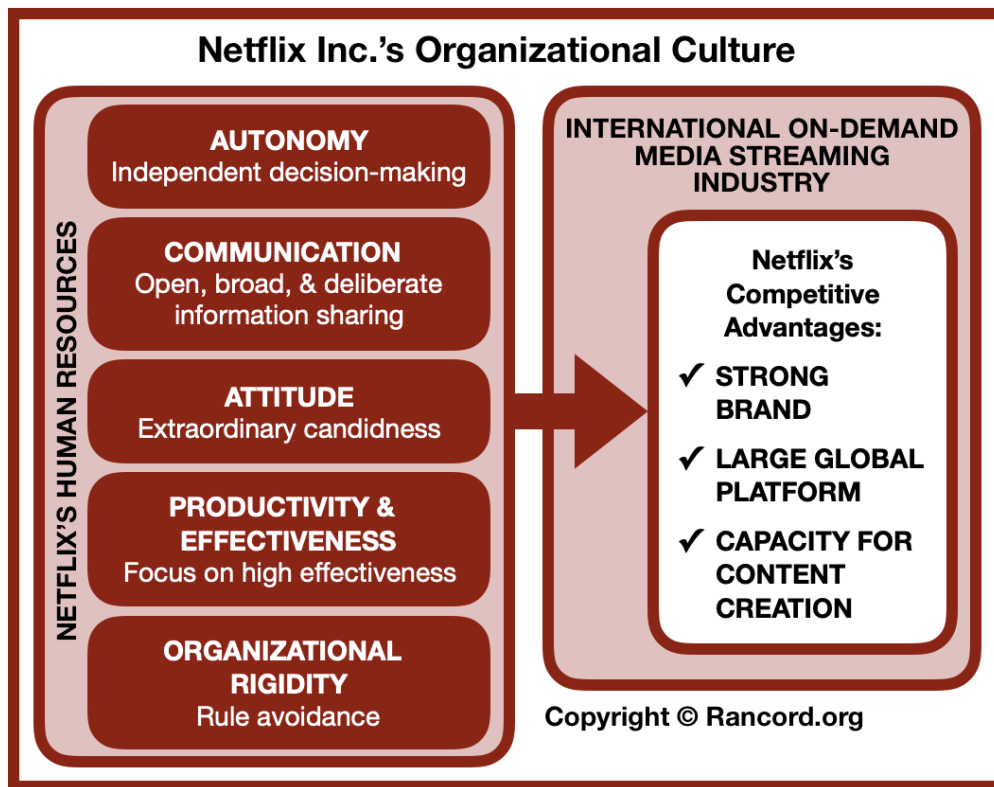 Netflix Inc.’s Organizational Culture
NETFLIX’S HUMAN RESOURCES
AUTONOMY
Independent decision-making
COMMUNICATION
Open, broad, & deliberate
information sharing
ATTITUDE
Extraordinary candidness
PRODUCTIVITY &
EFFECTIVENESS
Focus on high effectiveness
ORGANIZATIONAL
RIGIDITY
Rule avoidance
INTERNATIONAL ON-DEMAND
MEDIA STREAMING
INDUSTRY
Netflix’s
Competitive
Advantages:
✓ STRONG
BRAND
✓ LARGE GLOBAL
PLATFORM
✓ CAPACITY FOR
CONTENT
CREATION
Copyright © Rancord.org